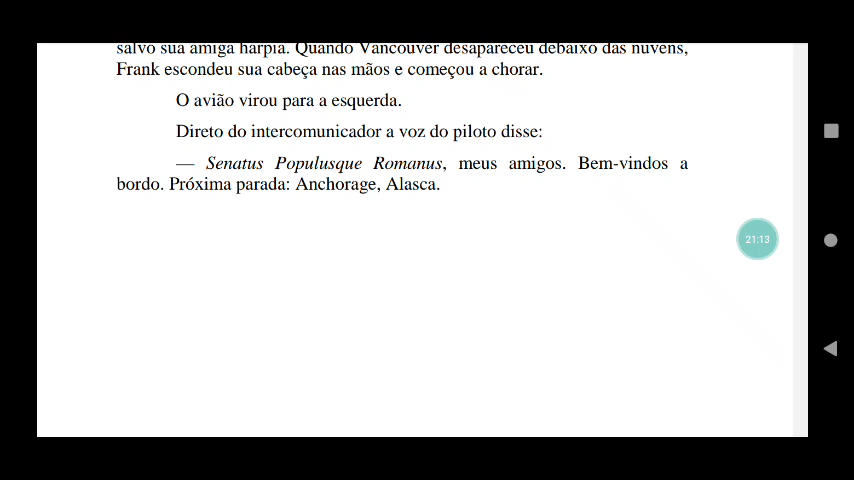 salvo sua amiga harpia. Quando Vancouver desapareceu debaixo das nuvens,
Frank escondeu sua cabeça nas mãos e começou a chorar.
O avião virou para a esquerda.
Direto do intercomunicador a voz do piloto disse:
— Senatus Populusque Romanus, meus amigos. Bem-vindos a
bordo. Próxima parada: Anchorage, Alasca.
21:13